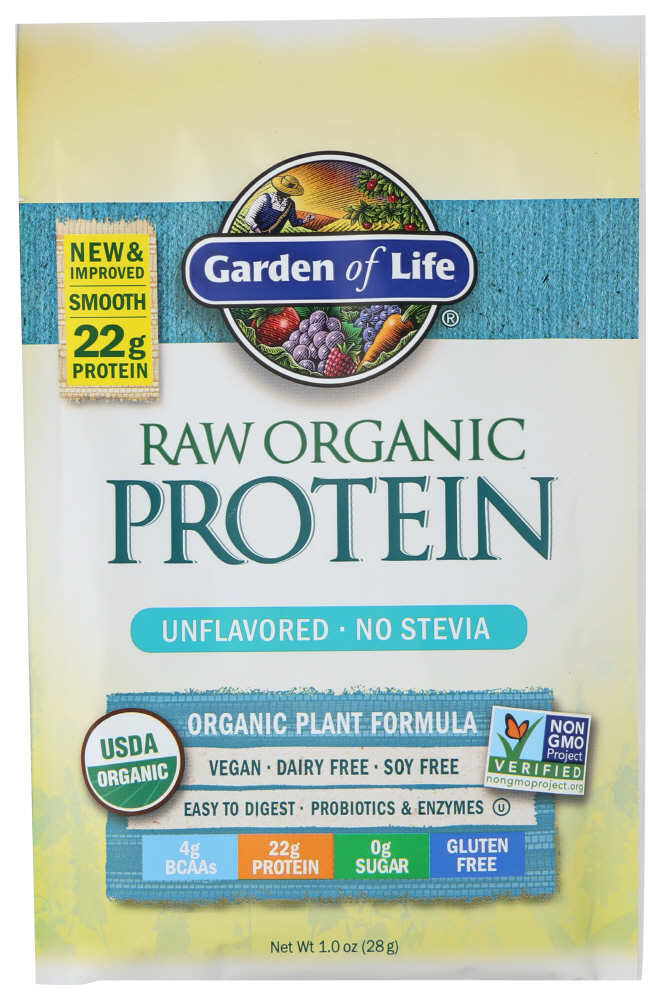 NEW &
IMPROVED
SMOOTH
22g
PROTEIN
Garden of Life
®
RAW ORGANIC
PROTEIN
UNFLAVORED · NO STEVIA
ORGANIC PLANT FORMULA
USDA
ORGANIC
VEGAN · DAIRY FREE · SOY FREE
EASY TO DIGEST · PROBIOTICS & ENZYMES U
NON
GMO
Project
VERIFIED
nongmoproject.org
4g
BCAAs
22g
PROTEIN
0g
SUGAR
GLUTEN
FREE
Net Wt 1.0 oz (28 g)